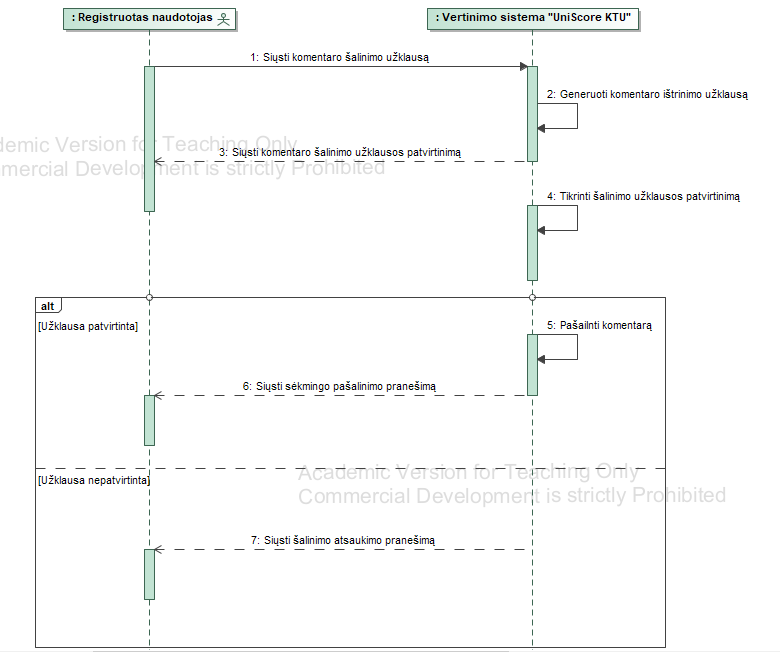 : Registruotas naudotojas
: Vertinimo sistema "UniScore KTU"
1: Siųsti komentaro šalinimo užklausą
2: Generuoti komentaro ištrinimo užklausą
ademic Version for Teaching Only
mmercial Development is strictly Prohibited
3: Siųsti komentaro šalinimo užklausos patvirtinimą
4: Tikrinti šalinimo užklausos patvirtinimą
alt
[Užklausa patvirtinta]
5: Pašailnti komentarą
6: Siųsti sėkmingo pašalinimo pranešimą
[Užklausa nepatvirtinta]
Academic Version for Teaching Only
Commercial Development is strictly Prohibited
7: Siųsti šalinimo atsaukimo pranešimą